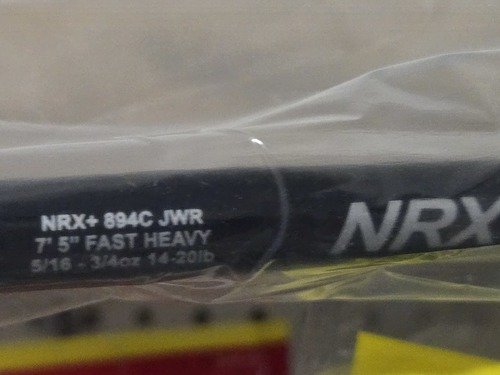 NRX+ 894C JWR
7' 5" FAST HEAVY
5/16 - 3/4oz 14-20lb
NRX